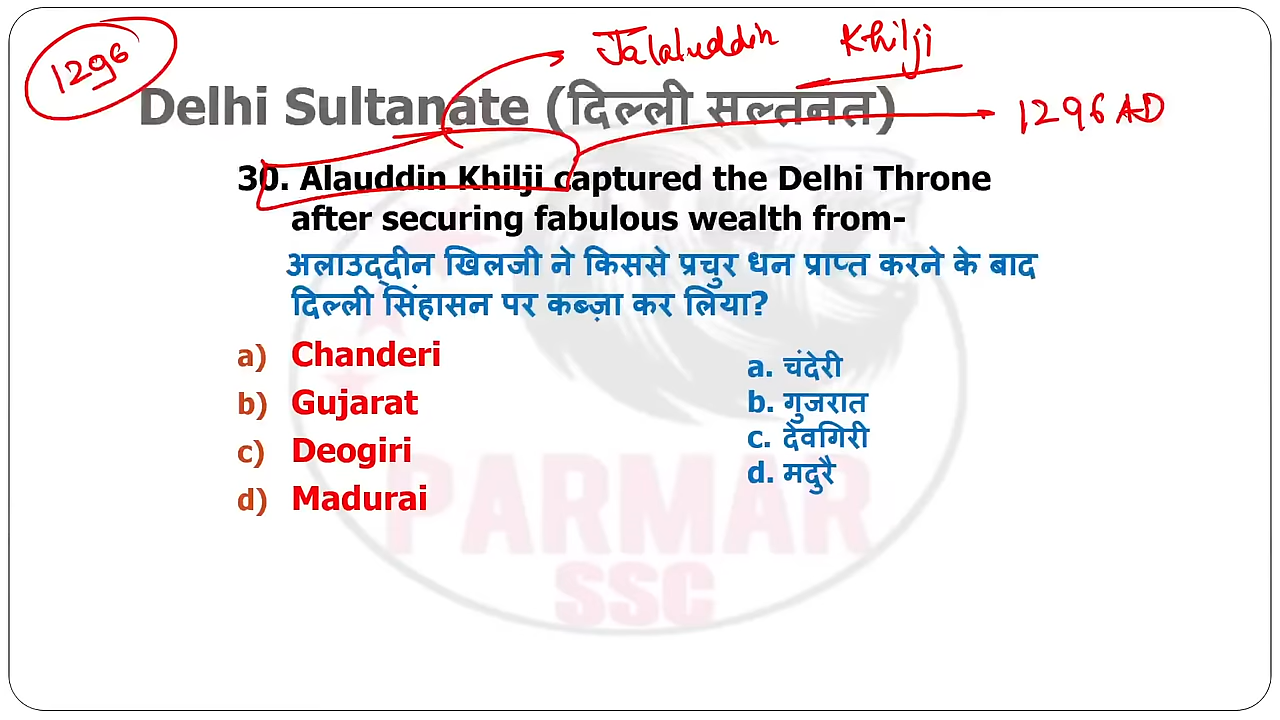 1296
Jalaluddin Khilji
Delhi Sultanate (दिल्ली सल्तनत)
1296 AD
30. Alauddin Khilji captured the Delhi Throne
after securing fabulous wealth from-
अलाउद्दीन खिलजी ने किससे प्रचुर धन प्राप्त करने के बाद
दिल्ली सिंहासन पर कब्ज़ा कर लिया?
a) Chanderi
b) Gujarat
c) Deogiri
d) Madurai
a. चंदेरी
b. गुजरात
c. देवगिरी
d. मदुरै
PARMAR
SSC